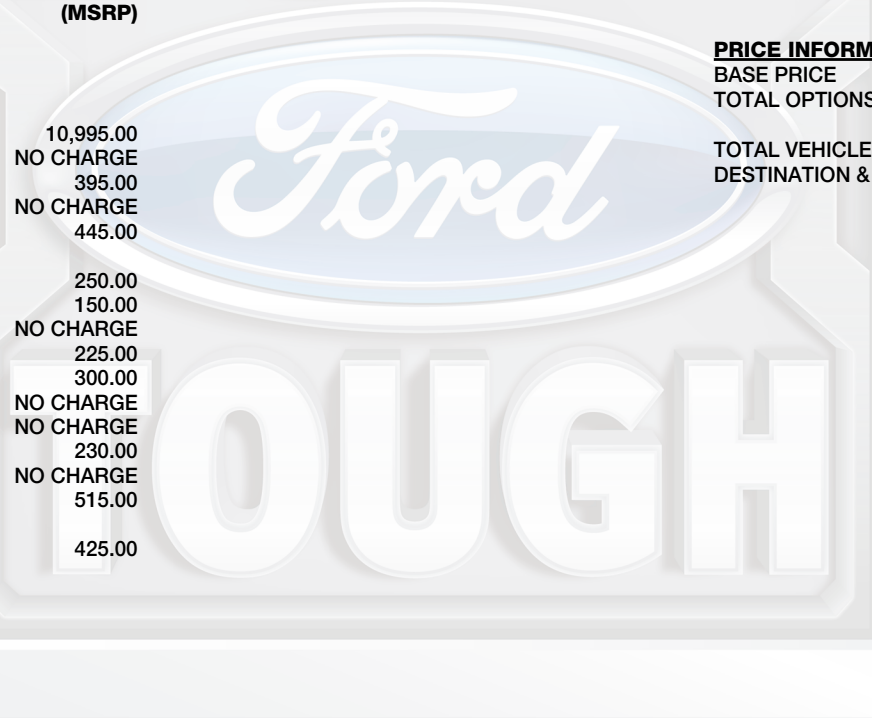 (MSRP)
10,995.00
NO CHARGE
395.00
NO CHARGE
445.00
250.00
150.00
NO CHARGE
225.00
300.00
NO CHARGE
NO CHARGE
230.00
NO CHARGE
515.00
425.00
PRICE INFORM
BASE PRICE
TOTAL OPTIONS
TOTAL VEHICLE
DESTINATION &
Ford
TOUGH